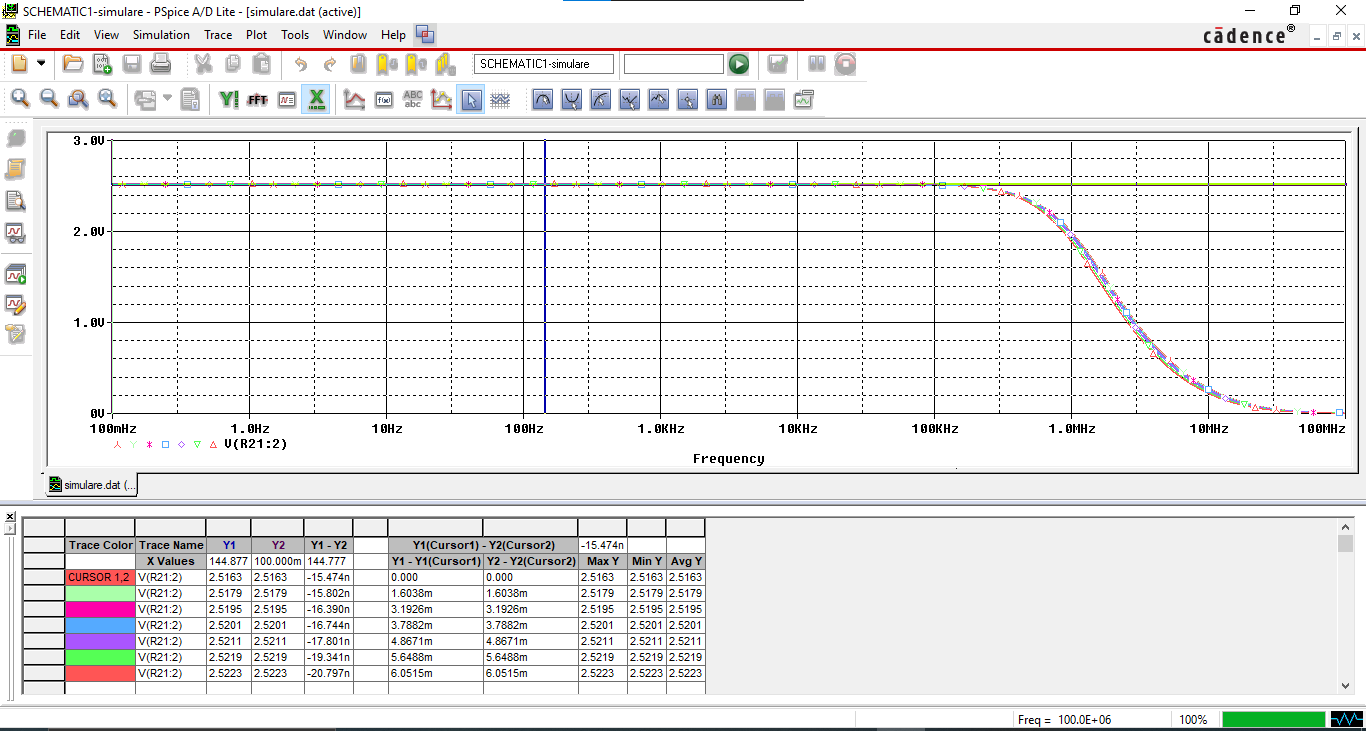 SCHEMATIC1-simulare - PSpice A/D Lite - [simulare.dat (active)]
File Edit View Simulation Trace Plot Tools Window Help
cādence®
SCHEMATIC1-simulare
FFT
ABC
abc
3.0V
2.0V
1.0V
0V
100mHz 1.0Hz 10Hz 100Hz 1.0KHz 10KHz 100KHz 1.0MHz 10MHz 100MHz
V(R21:2)
Frequency
simulare.dat (...
Y1(Cursor1) - Y2(Cursor2) -15.474n
Trace Color Trace Name Y1 Y2 Y1 - Y2
X Values 144.877 100.000m 144.777 Y1 - Y1(Cursor1) Y2 - Y2(Cursor2) Max Y Min Y Avg Y
CURSOR 1,2 V(R21:2) 2.5163 2.5163 -15.474n 0.000 0.000 2.5163 2.5163 2.5163
V(R21:2) 2.5179 2.5179 -15.802n 1.6038m 1.6038m 2.5179 2.5179 2.5179
V(R21:2) 2.5195 2.5195 -16.390n 3.1926m 3.1926m 2.5195 2.5195 2.5195
V(R21:2) 2.5201 2.5201 -16.744n 3.7882m 3.7882m 2.5201 2.5201 2.5201
V(R21:2) 2.5211 2.5211 -17.801n 4.8671m 4.8671m 2.5211 2.5211 2.5211
V(R21:2) 2.5219 2.5219 -19.341n 5.6488m 5.6488m 2.5219 2.5219 2.5219
V(R21:2) 2.5223 2.5223 -20.797n 6.0515m 6.0515m 2.5223 2.5223 2.5223
Freq = 100.0E+06 100%